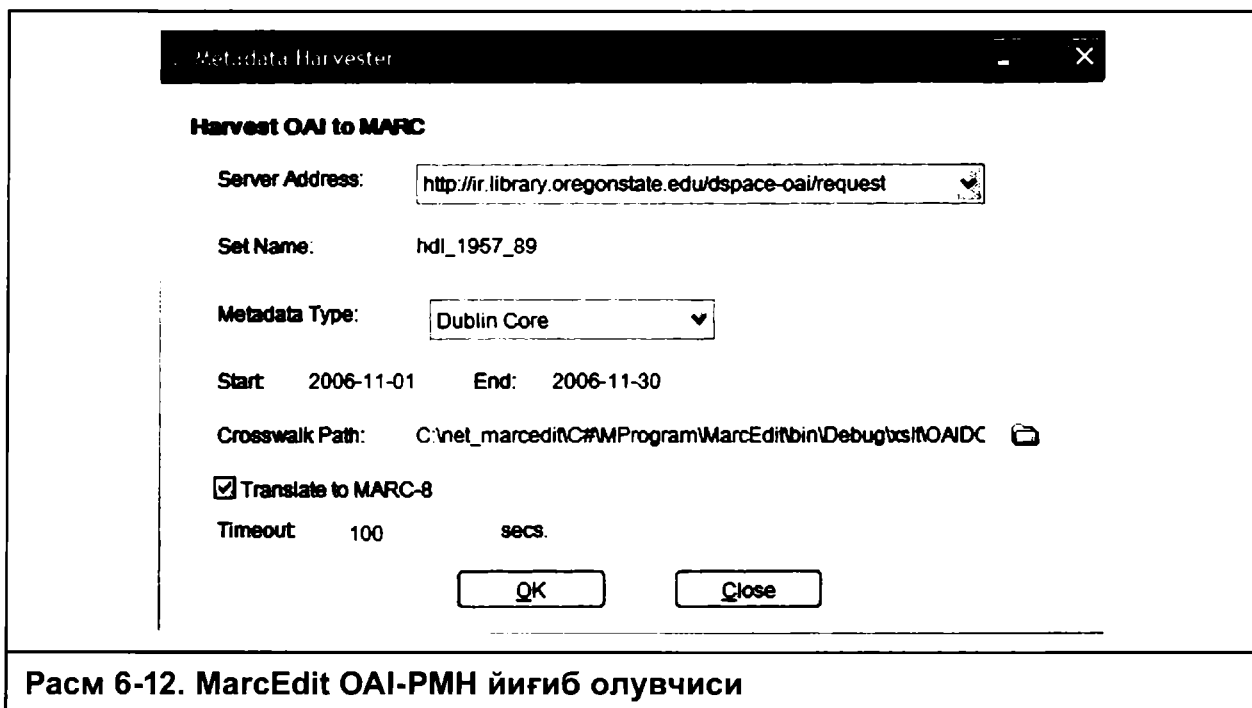 Metadata Harvester
Harvest OAI to MARC
Server Address: http://ir.library.oregonstate.edu/dspace-oai/request
Set Name: hdl_1957_89
Metadata Type: Dublin Core
Start: 2006-11-01 End: 2006-11-30
Crosswalk Path: C:\net_marcedit\C#\MProgram\MarcEdit\bin\Debug\xslt\OAIDC
Translate to MARC-8
Timeout: 100 secs.
OK Close
Расм 6-12. MarcEdit OAI-PMH йиғиб олувчиси